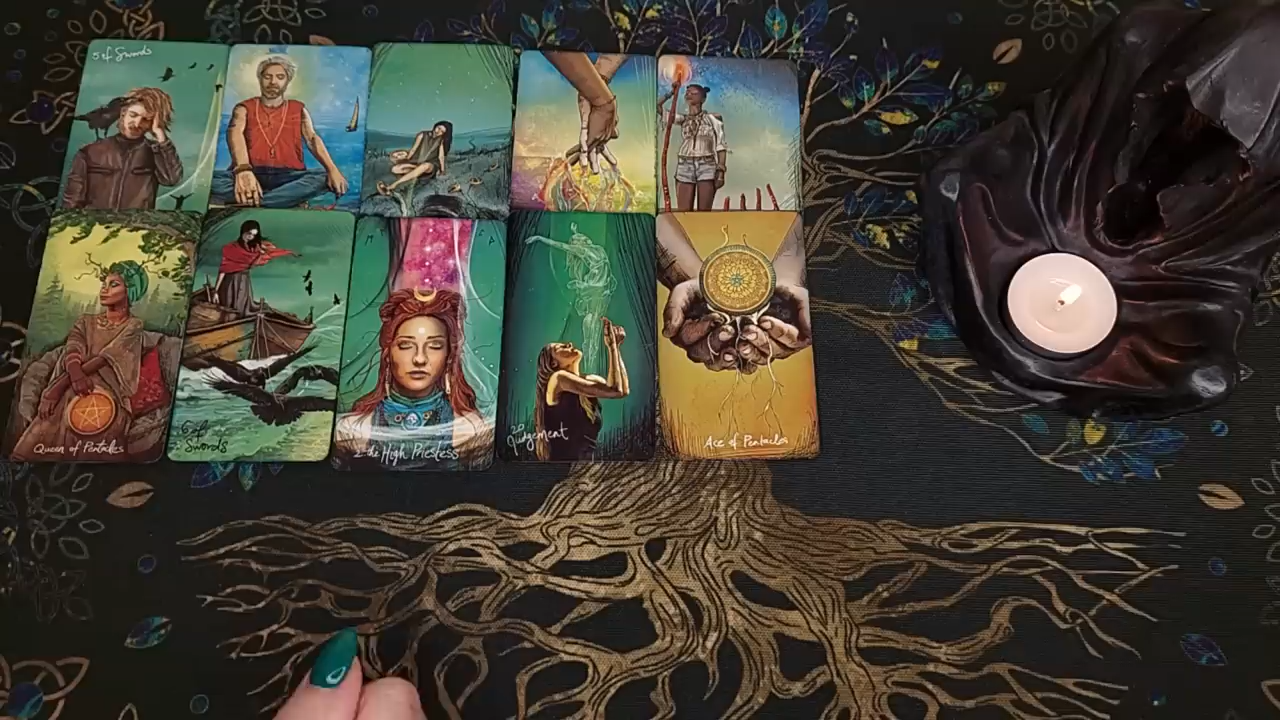 5 of Swords
Queen of Pentacles
6 of
Swords
2 the High Priestess
20
Judgement
Ace of Pentacles